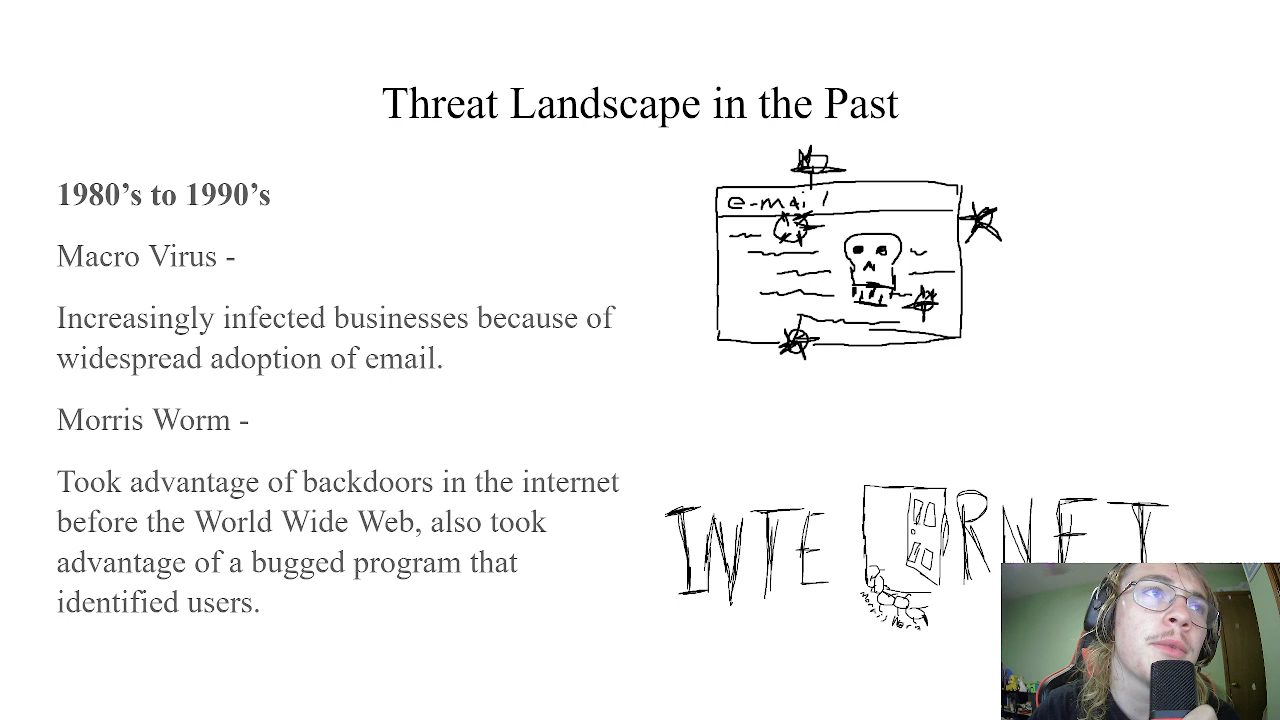 Threat Landscape in the Past
1980’s to 1990’s
Macro Virus -
Increasingly infected businesses because of
widespread adoption of email.
Morris Worm -
Took advantage of backdoors in the internet
before the World Wide Web, also took
advantage of a bugged program that
identified users.
e-mail
INTE RNET
Morris Worm